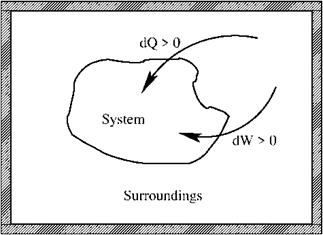 dQ > 0
System
dW > 0
Surroundings